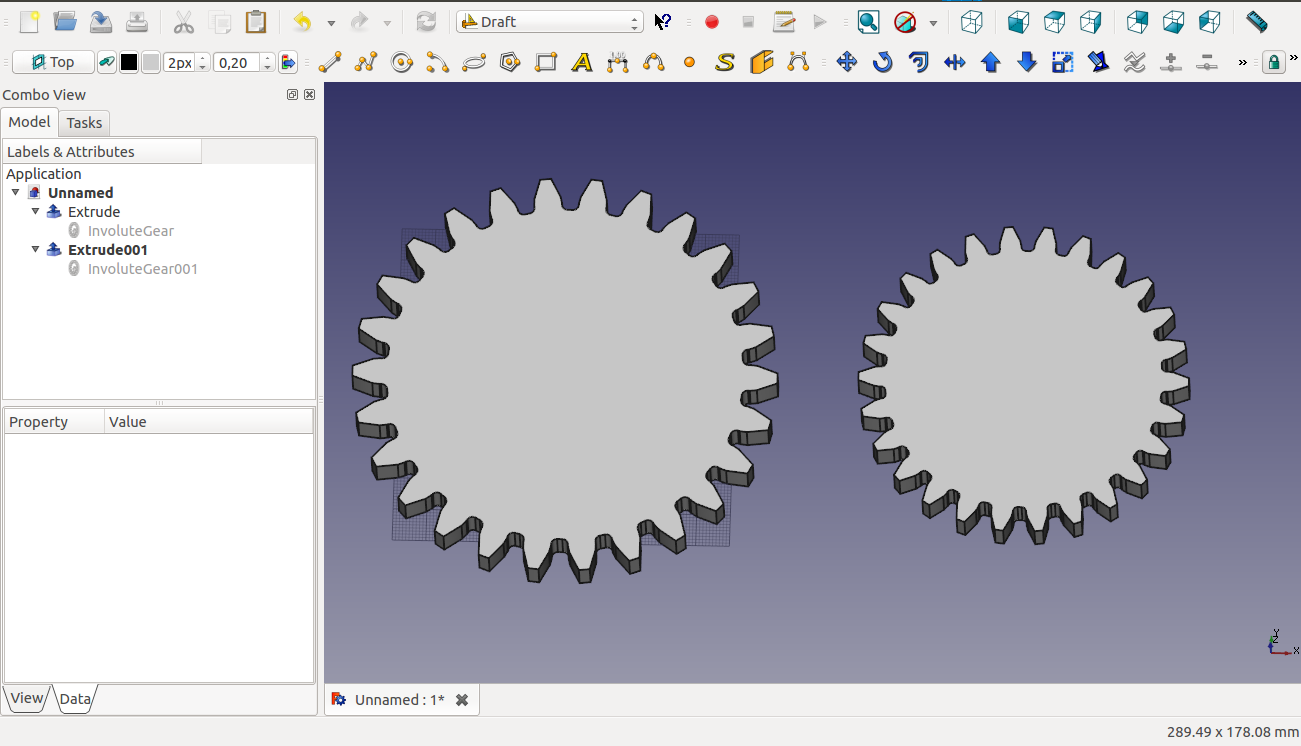 Draft
Top
2px
0,20
Combo View
Model
Tasks
Labels & Attributes
Application
Unnamed
Extrude
InvoluteGear
Extrude001
InvoluteGear001
Property
Value
View
Data
Y
Z
X
Unnamed : 1*
289.49 x 178.08 mm